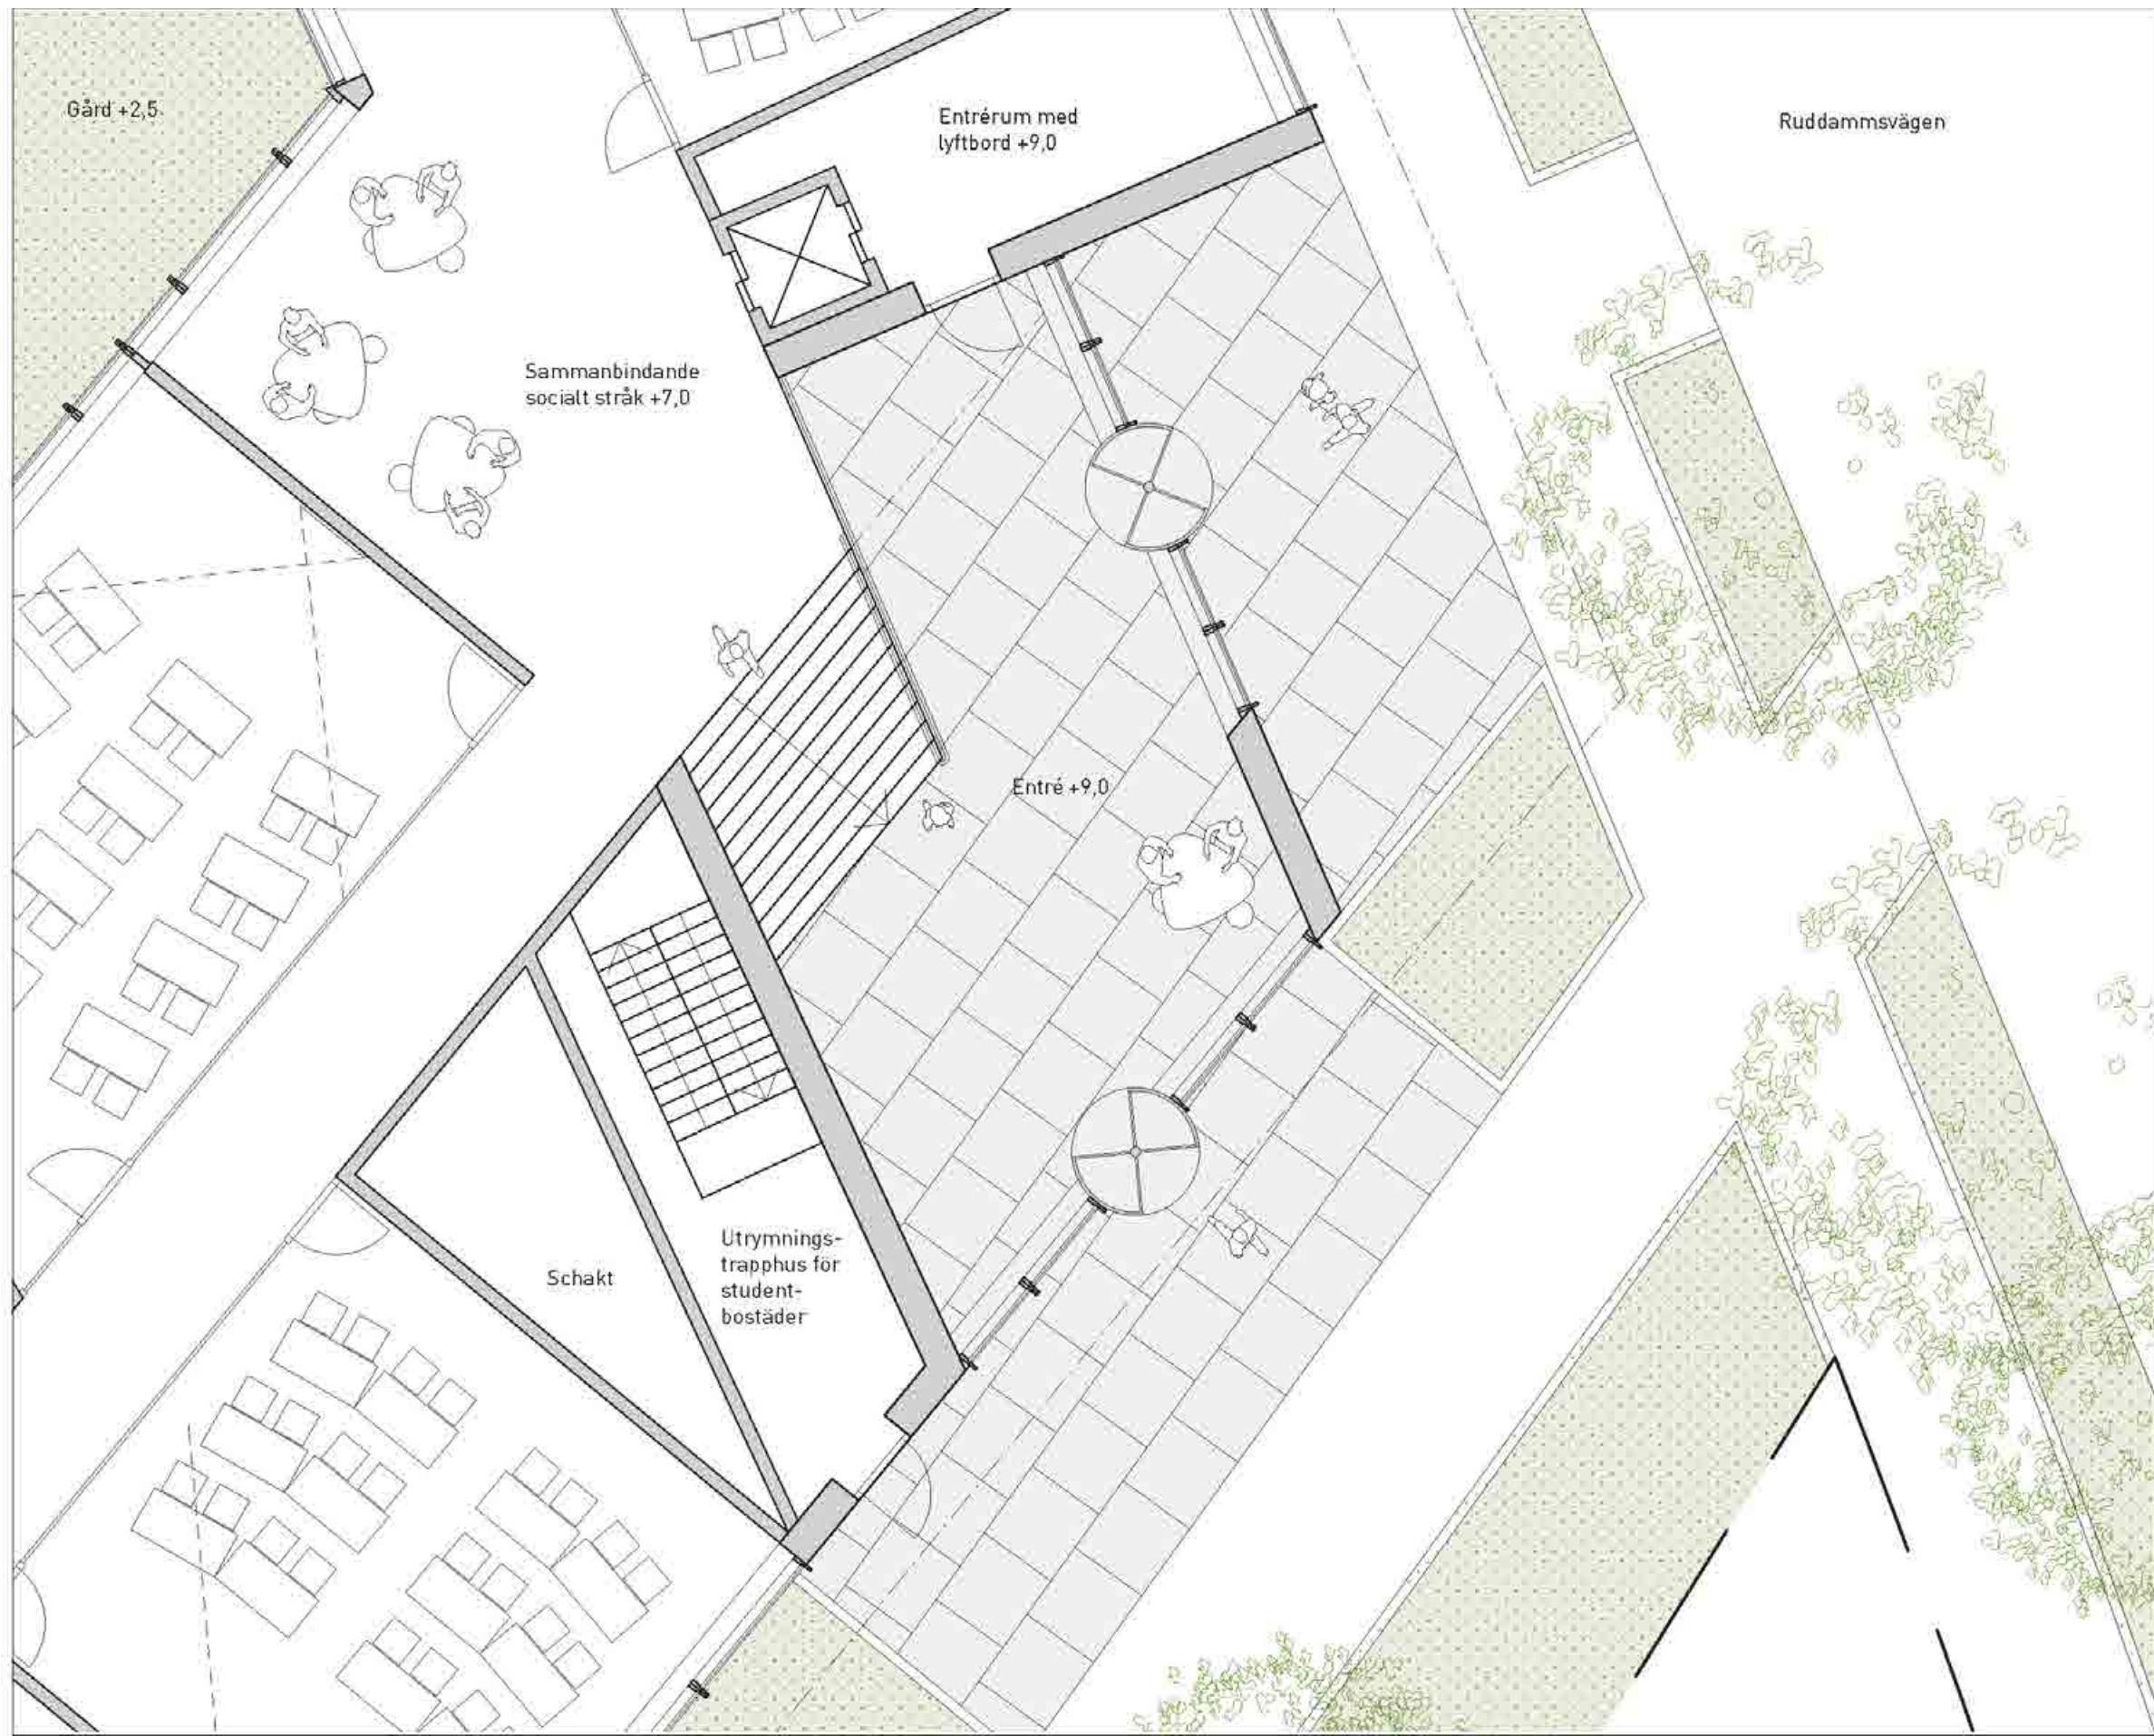 Gård +2,5
Entrérum med
lyftbord +9,0
Ruddammsvägen
Sammanbindande
socialt stråk +7,0
Entré +9,0
Utrymnings-
trapphus för
student-
bostäder
Schakt